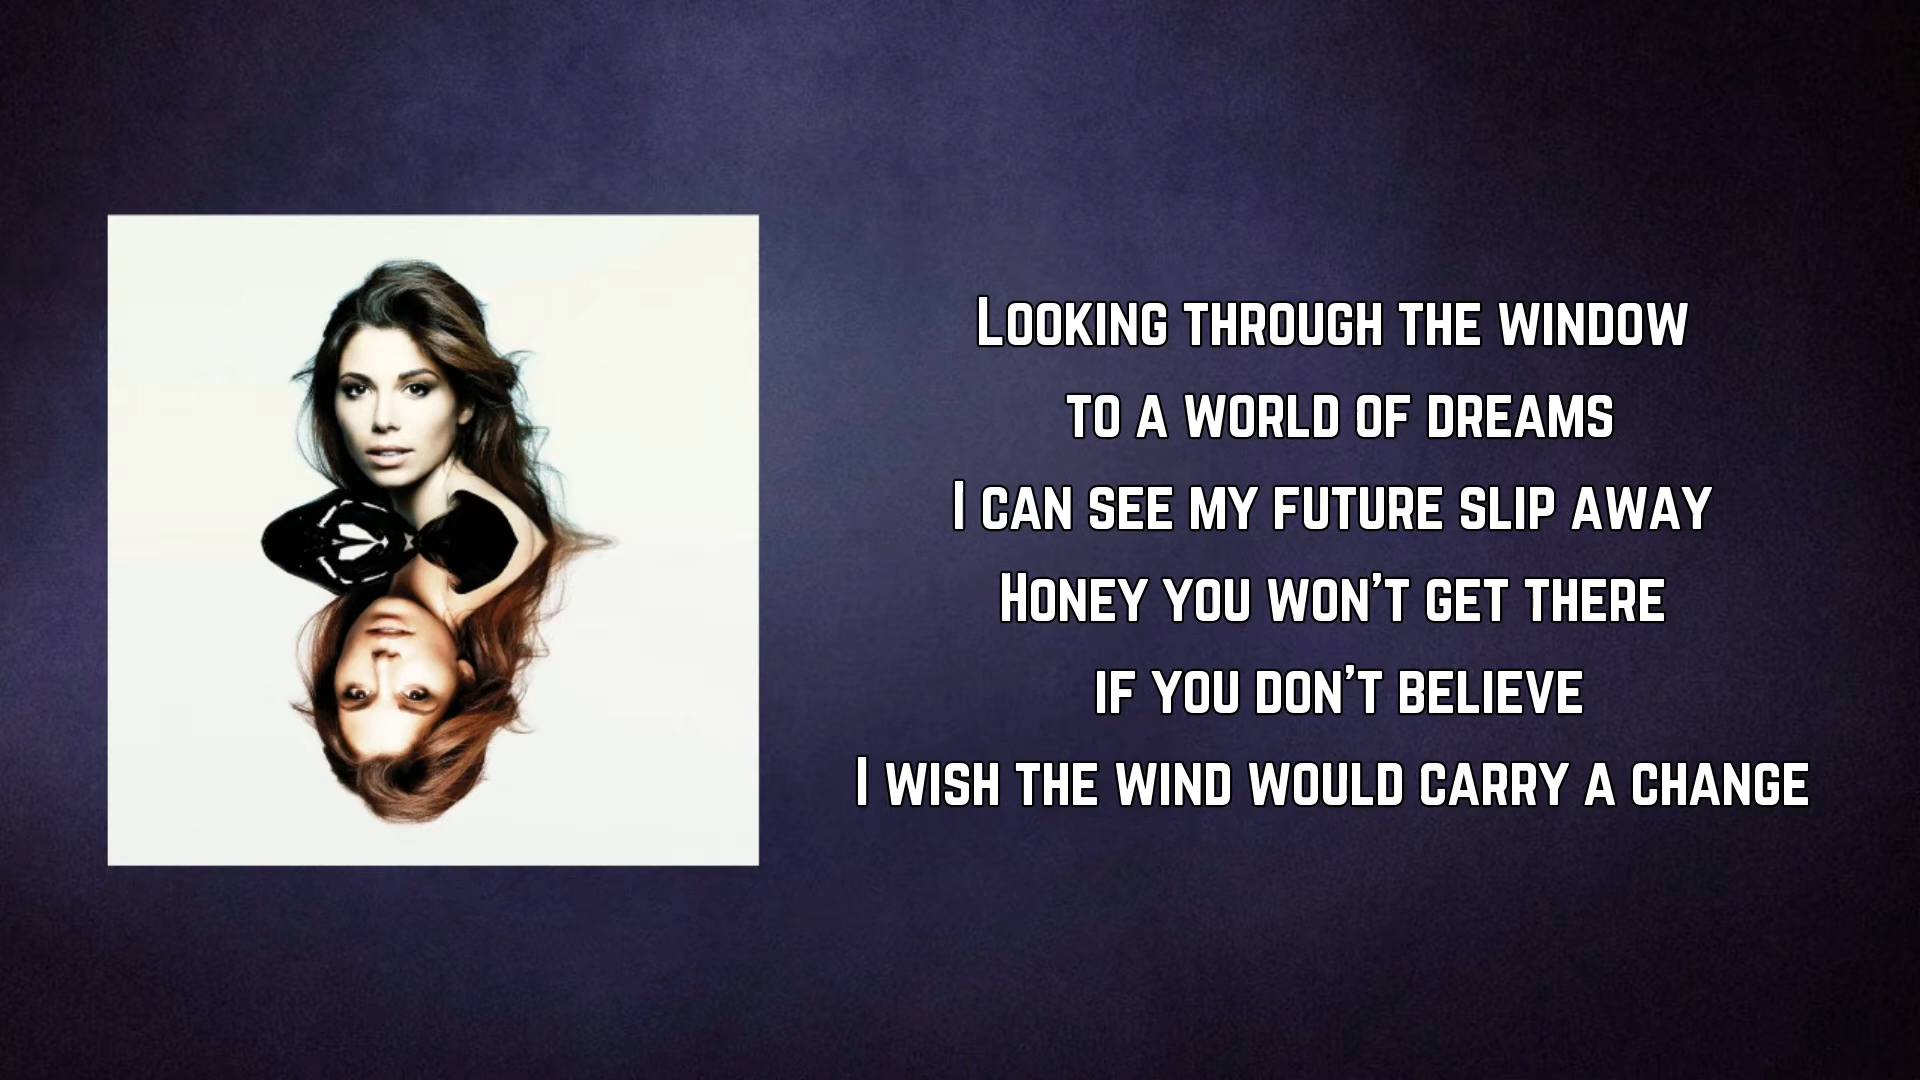 Looking through the window
to a world of dreams
I can see my future slip away
Honey you won't get there
if you don't believe
I wish the wind would carry a change